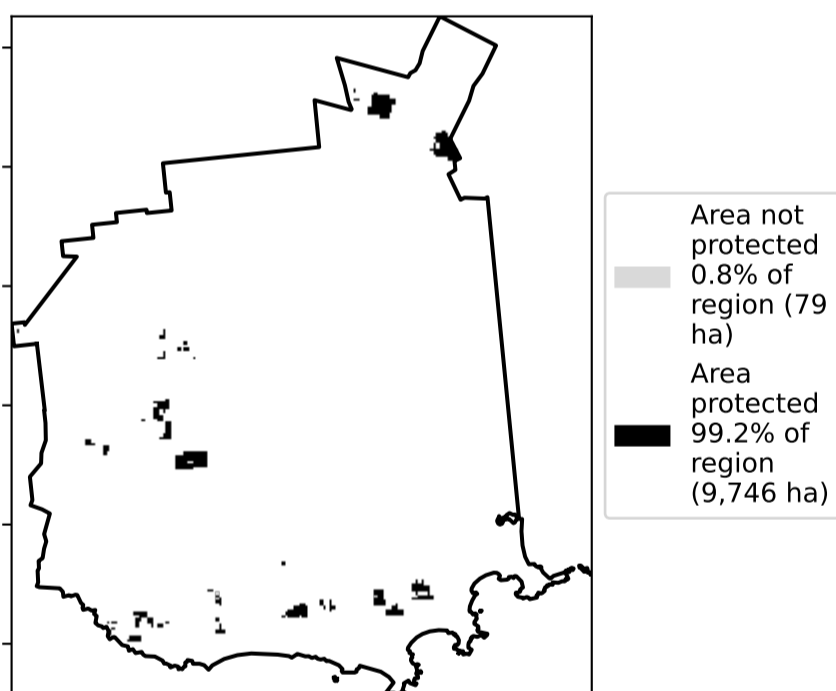 Area not
protected
0.8% of
region (79
ha)
Area
protected
99.2% of
region
(9,746 ha)